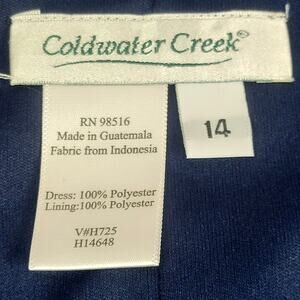 Coldwater Creek®
RN 98516
Made in Guatemala
Fabric from Indonesia
Dress: 100% Polyester
Lining:100% Polyester
V#H725
H14648
14